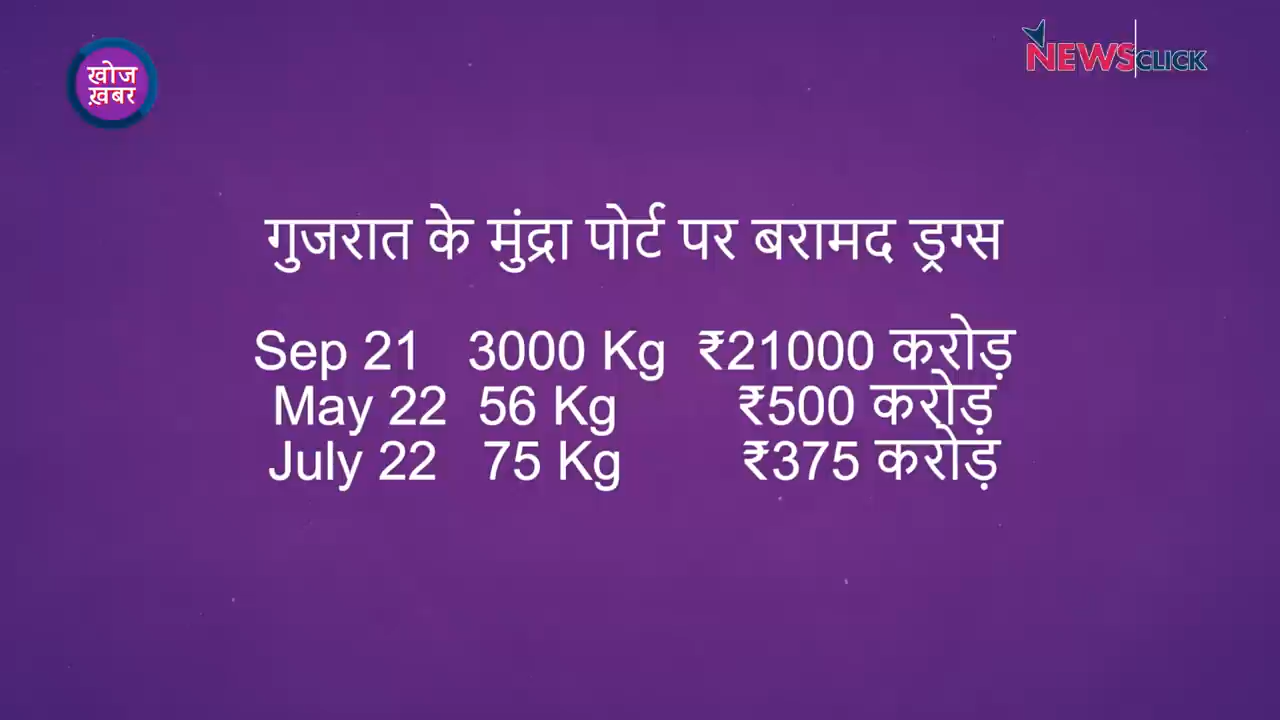 खोज
ख़बर
NEWSCLICK
गुजरात के मुंद्रा पोर्ट पर बरामद ड्रग्स
Sep 21 3000 Kg ₹21000 करोड़
May 22 56 Kg ₹500 करोड़
July 22 75 Kg ₹375 करोड़